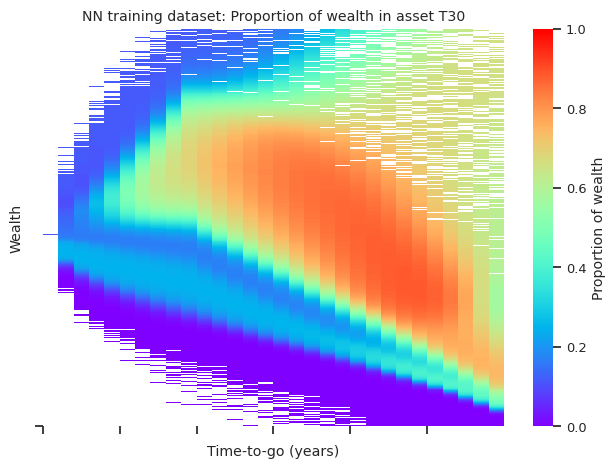 NN training dataset: Proportion of wealth in asset T30
Wealth
Time-to-go (years)
1.0
0.8
0.6
0.4
0.2
0.0
Proportion of wealth